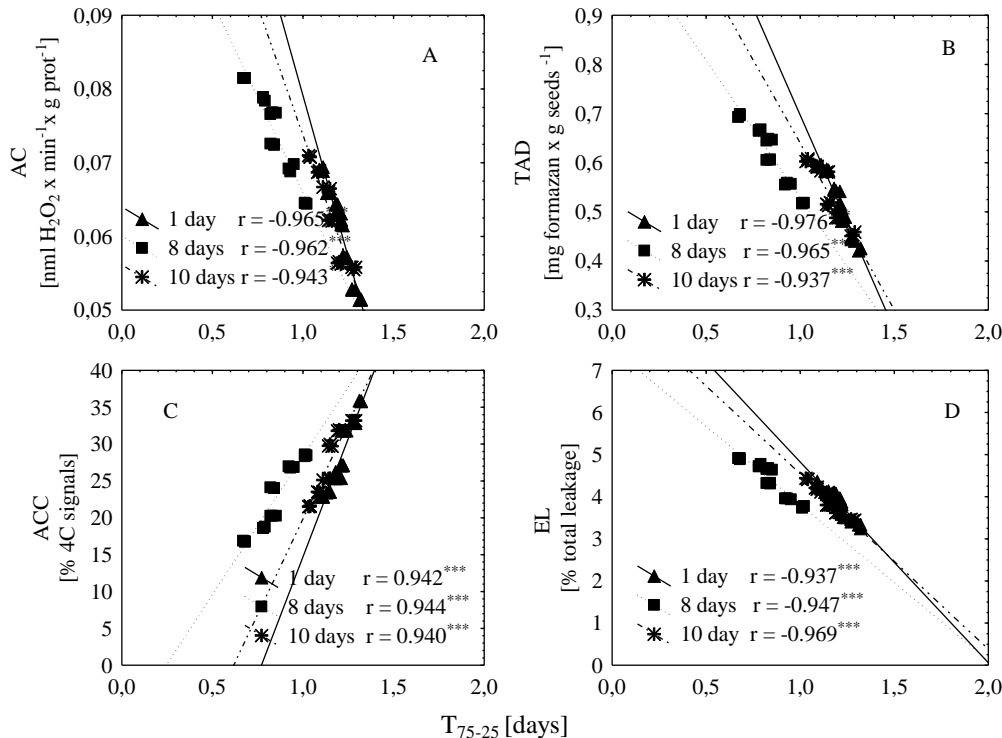 A
AC
[nml H₂O₂ x min⁻¹x g prot⁻¹]
0,09
0,08
0,07
0,06
0,05
1 day r = -0.965***
8 days r = -0.962***
10 days r = -0.943
0,0 0,5 1,0 1,5 2,0
B
TAD
[mg formazan x g seeds ⁻¹]
0,9
0,8
0,7
0,6
0,5
0,4
0,3
1 day r = -0.976
8 days r = -0.965***
10 days r = -0.937***
0,0 0,5 1,0 1,5 2,0
C
ACC
[% 4C signals]
40
35
30
25
20
15
10
5
0
1 day r = 0.942***
8 days r = 0.944***
10 days r = 0.940***
0,0 0,5 1,0 1,5 2,0
D
EL
[% total leakage]
7
6
5
4
3
2
1
0
1 day r = -0.937***
8 days r = -0.947***
10 day r = -0.969***
0,0 0,5 1,0 1,5 2,0
T₇₅₋₂₅ [days]